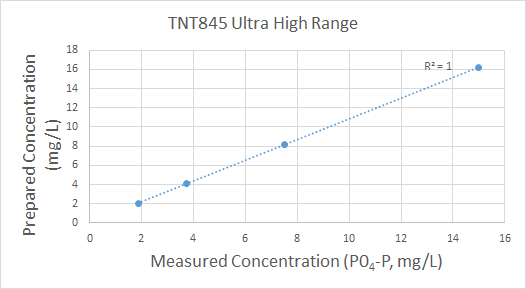 TNT845 Ultra High Range
18
16
14
12
10
8
6
4
2
0
Prepared Concentration
(mg/L)
R² = 1
0 2 4 6 8 10 12 14 16
Measured Concentration (P0₄-P, mg/L)